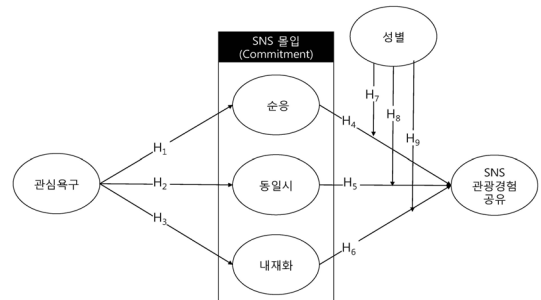 SNS 몰입
(Commitment)
성별
순응
H7
H8
H4
H9
H1
관심욕구
H2
동일시
H5
SNS
관광경험
공유
H3
내재화
H6